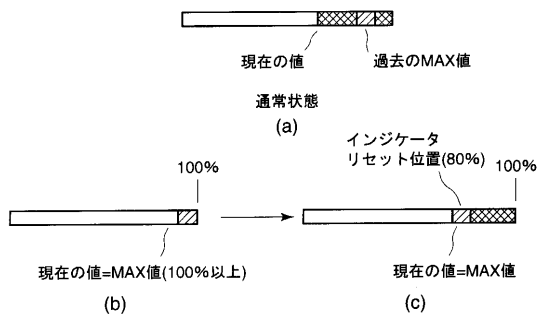 現在の値
過去のMAX値
通常状態
(a)
インジケータ
リセット位置(80%)
100%
100%
現在の値=MAX値(100%以上)
現在の値=MAX値
(b)
(c)